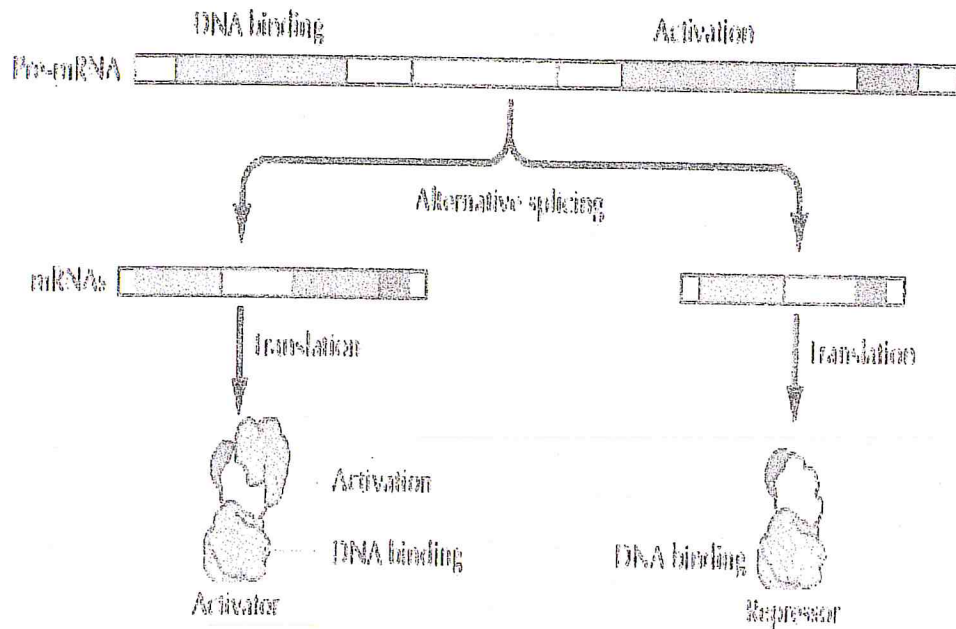 DNA binding Activation
Pre-mRNA
Alternative splicing
mRNAs
Translation Translation
Activation
DNA binding DNA binding
Activator Repressor